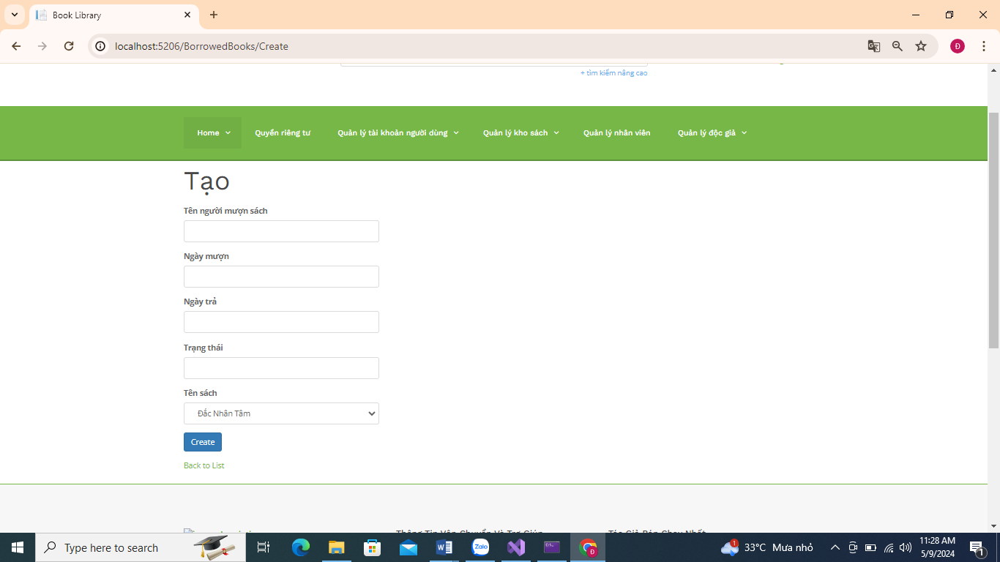 Book Library
localhost:5206/BorrowedBooks/Create
Đ
+ tìm kiếm nâng cao
Home Quyền riêng tư Quản lý tài khoản người dùng Quản lý kho sách Quản lý nhân viên Quản lý độc giả
Tạo
Tên người mượn sách
Ngày mượn
Ngày trả
Trạng thái
Tên sách
Đắc Nhân Tâm
Create
Back to List
Thông Tin Vận Chuyển Và Trợ Giúp
Tác Giả Bán Chạy Nhất
Type here to search
Zalo
Đ
1
33°C Mưa nhỏ
11:28 AM
5/9/2024
1